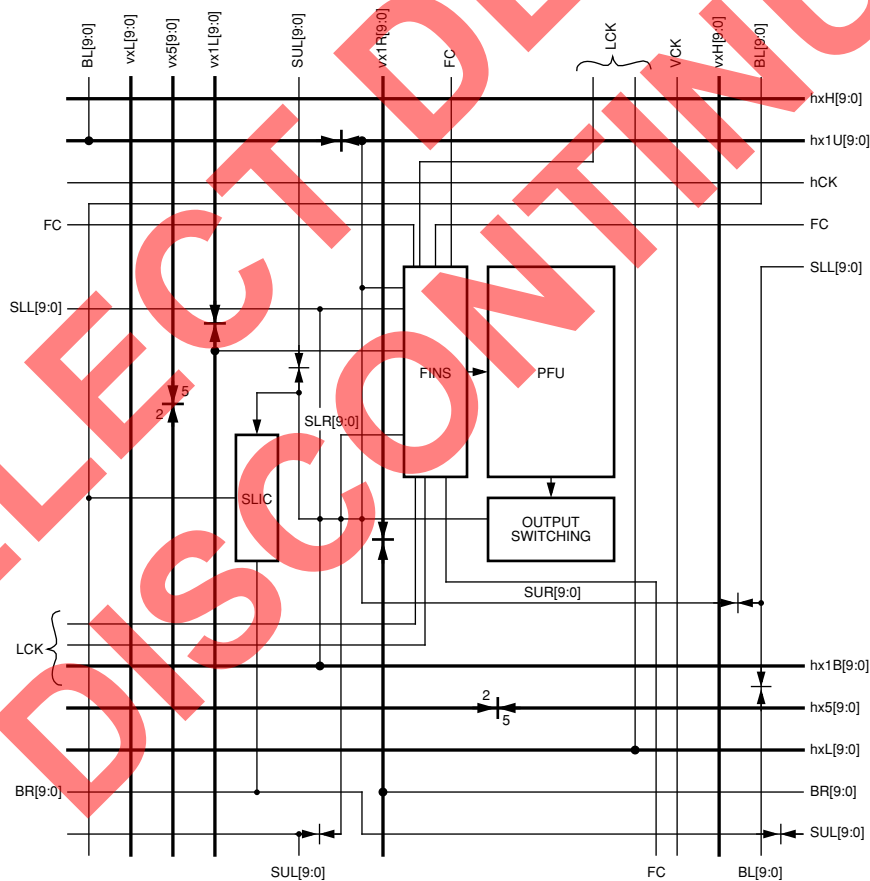 BL[9:0]
vxL[9:0]
vx5[9:0]
vx1L[9:0]
SUL[9:0]
vx1R[9:0]
FC
LCK
VCK
vxH[9:0]
BL[9:0]
hxH[9:0]
hx1U[9:0]
hCK
FC
FC
SLL[9:0]
SLL[9:0]
FINS
PFU
5
2
SLR[9:0]
SLIC
OUTPUT
SWITCHING
SUR[9:0]
LCK
hx1B[9:0]
2
5
hx5[9:0]
hxL[9:0]
BR[9:0]
BR[9:0]
SUL[9:0]
SUL[9:0]
FC
BL[9:0]